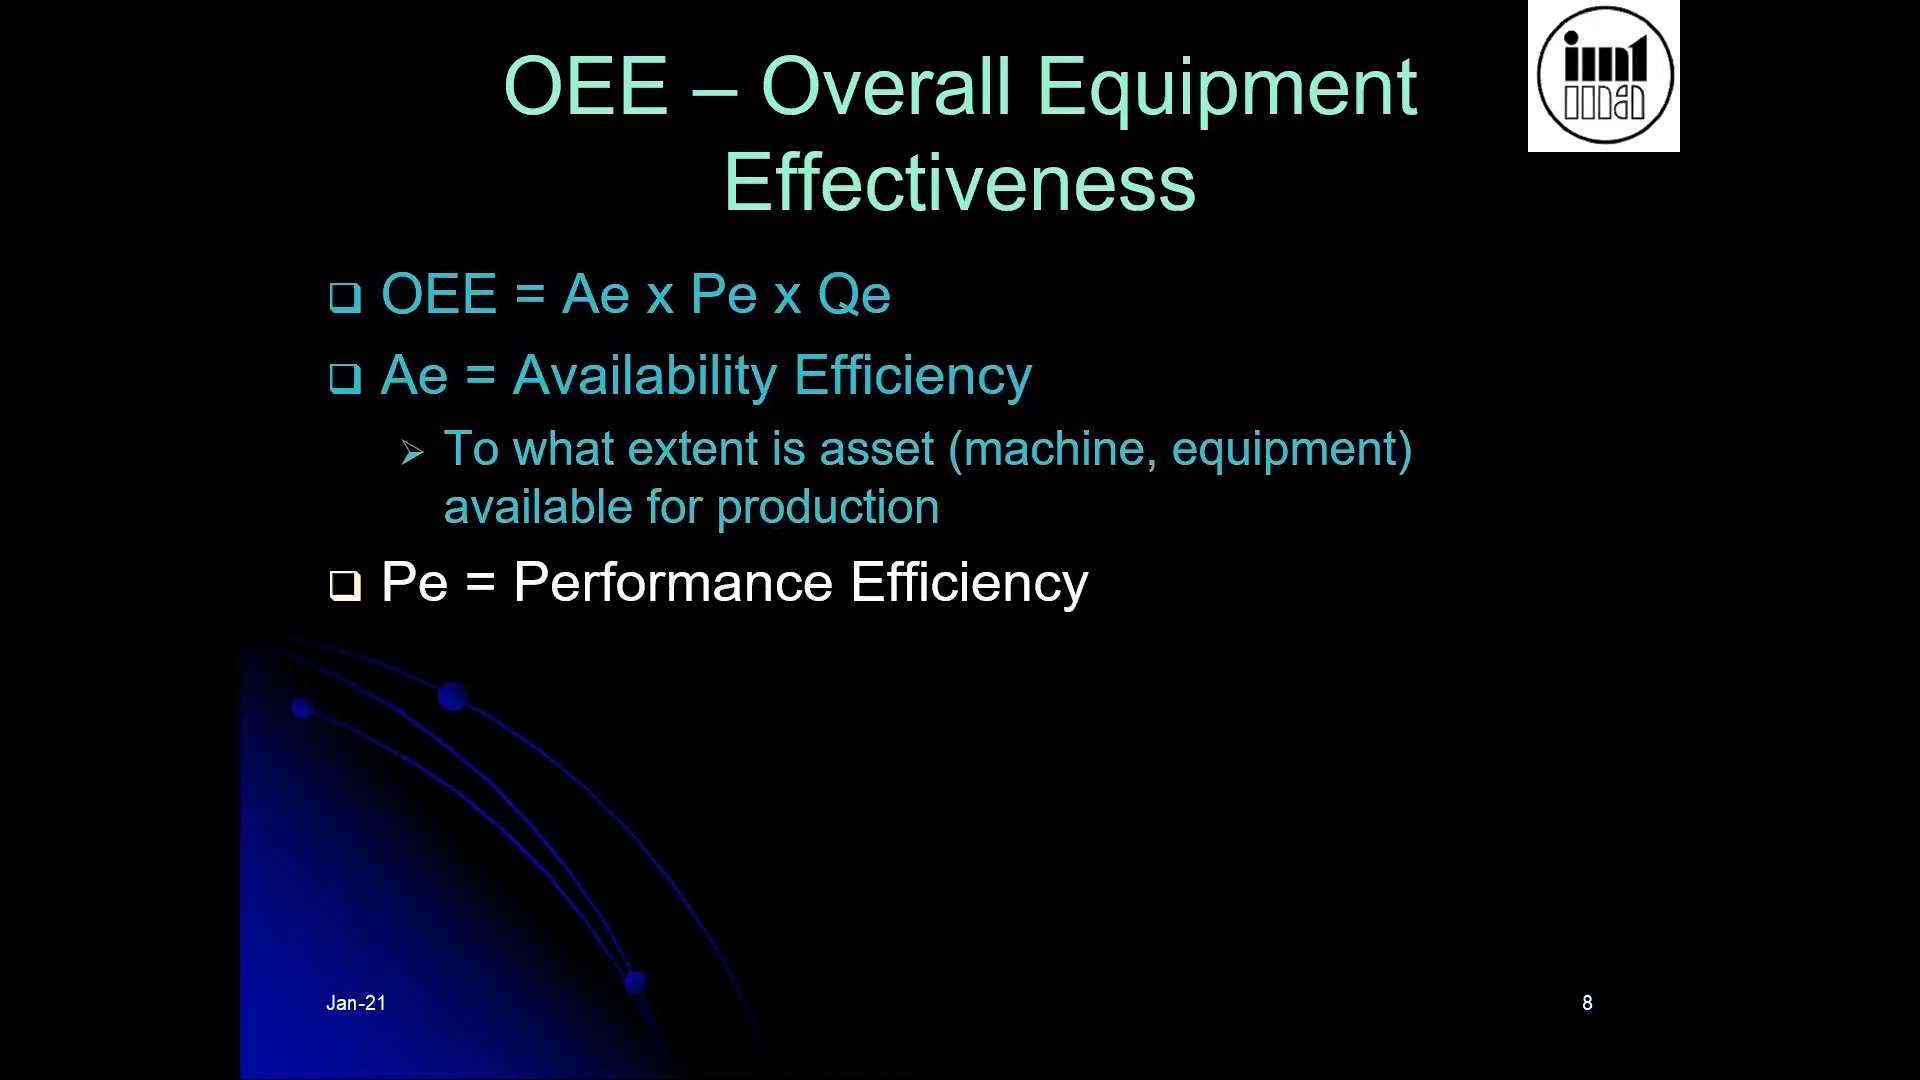 OEE – Overall Equipment
Effectiveness
OEE = Ae x Pe x Qe
Ae = Availability Efficiency
To what extent is asset (machine, equipment)
available for production
Pe = Performance Efficiency
Jan-21
8